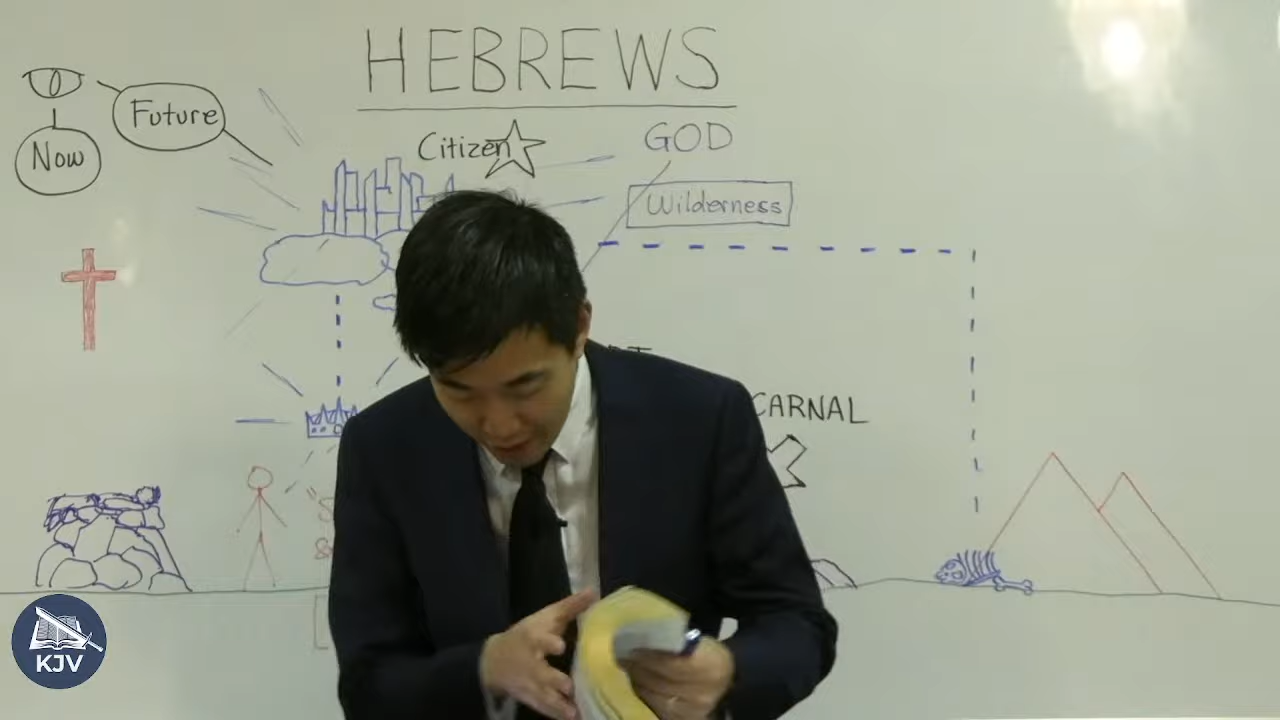 HEBREWS
Future
Now
Citizen
GOD
Wilderness
CARNAL
KJV